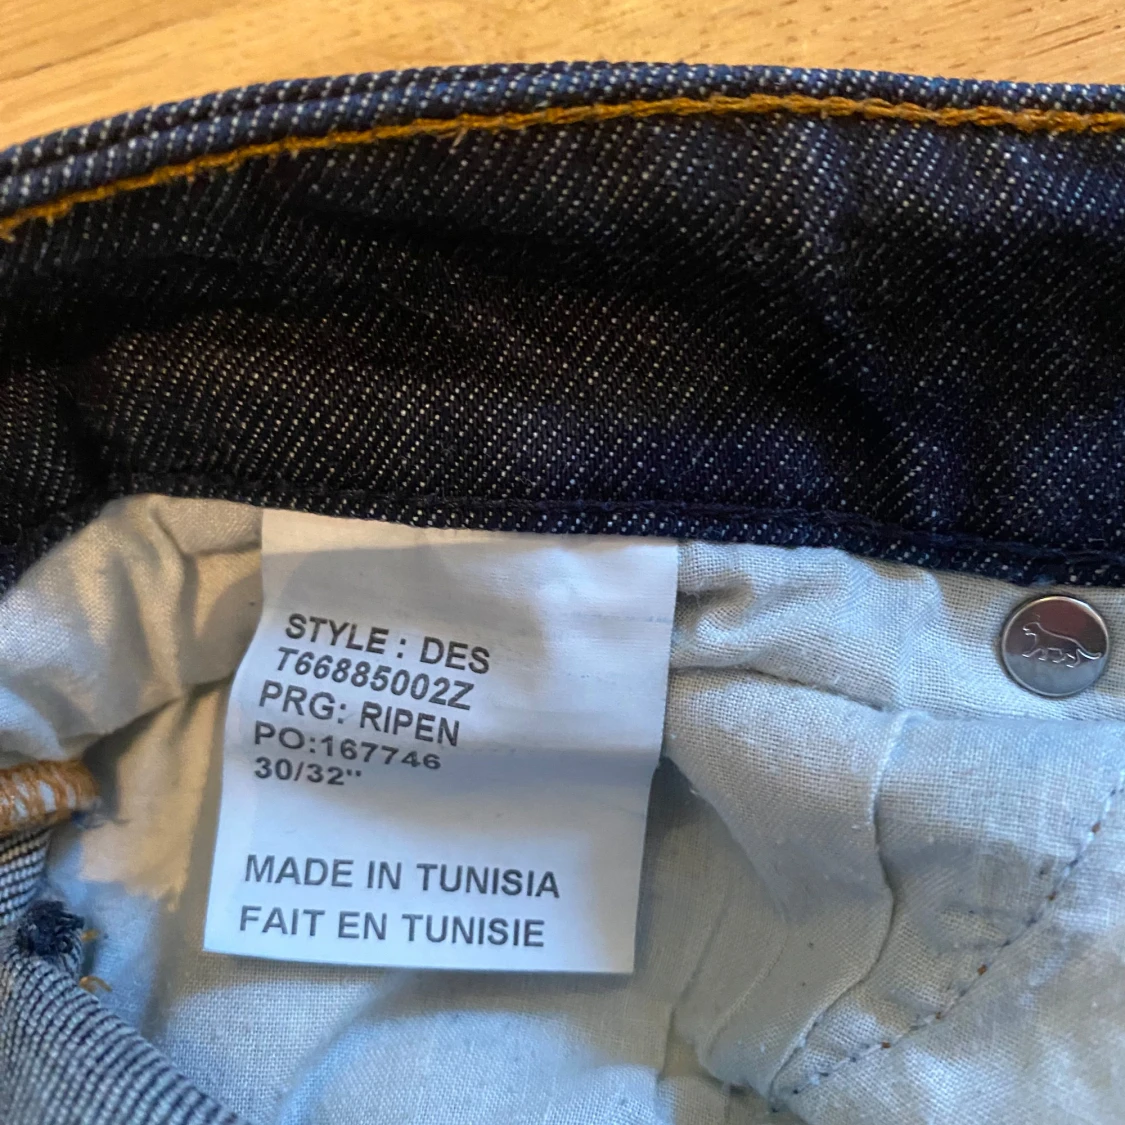 STYLE : DES
T66885002Z
PRG: RIPEN
PO:167746
30/32"
MADE IN TUNISIA
FAIT EN TUNISIE